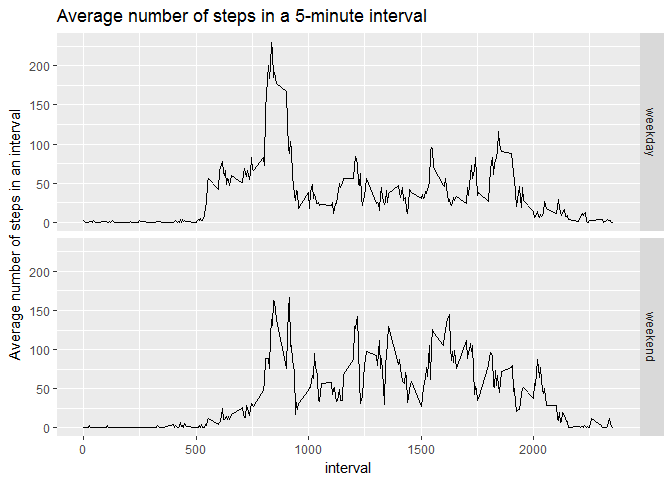 Average number of steps in a 5-minute interval
Average number of steps in an interval
200
150
100
50
0
weekday
200
150
100
50
0
weekend
0 500 1000 1500 2000
interval